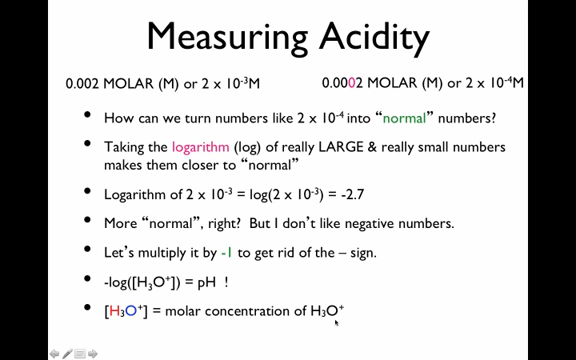 Measuring Acidity
0.002 MOLAR (M) or 2 x 10⁻³M
0.0002 MOLAR (M) or 2 x 10⁻⁴M
• How can we turn numbers like 2 x 10⁻⁴ into “normal” numbers?
• Taking the logarithm (log) of really LARGE & really small numbers
makes them closer to “normal”
• Logarithm of 2 x 10⁻³ = log(2 x 10⁻³) = -2.7
• More “normal”, right? But I don’t like negative numbers.
• Let’s multiply it by -1 to get rid of the – sign.
• -log([H₃O⁺]) = pH !
• [H₃O⁺] = molar concentration of H₃O⁺